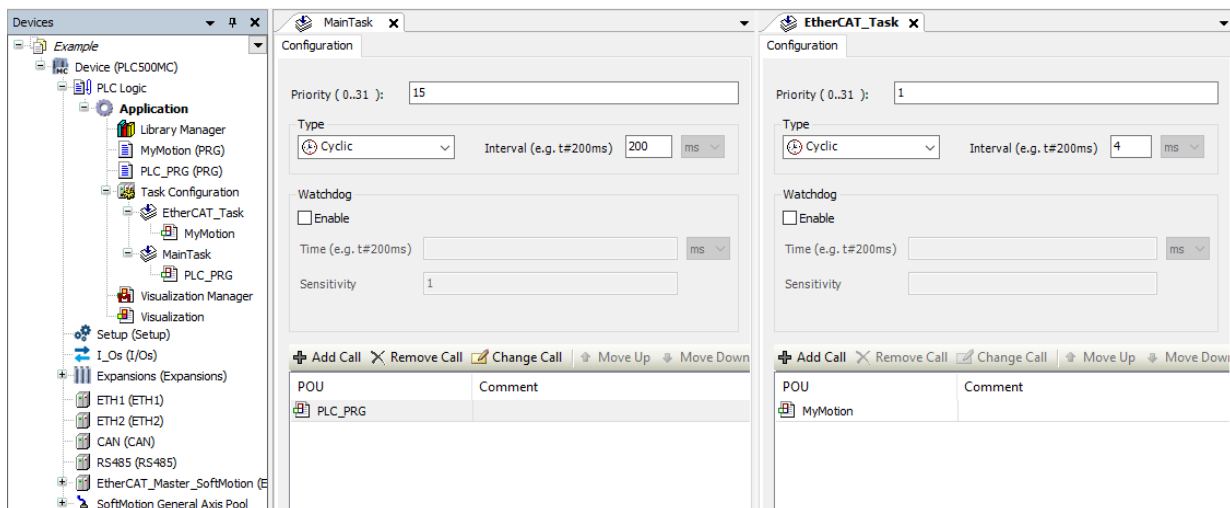 Devices
Example
Device (PLC500MC)
PLC Logic
Application
Library Manager
MyMotion (PRG)
PLC_PRG (PRG)
Task Configuration
EtherCAT_Task
MyMotion
MainTask
PLC_PRG
Visualization Manager
Visualization
Setup (Setup)
I_Os (I/Os)
Expansions (Expansions)
ETH1 (ETH1)
ETH2 (ETH2)
CAN (CAN)
RS485 (RS485)
EtherCAT_Master_SoftMotion (E
SoftMotion General Axis Pool
MainTask
Configuration
Priority ( 0..31 ): 15
Type
Cyclic Interval (e.g. t#200ms) 200 ms
Watchdog
Enable
Time (e.g. t#200ms) ms
Sensitivity 1
Add Call Remove Call Change Call Move Up Move Down
POU Comment
PLC_PRG
EtherCAT_Task
Configuration
Priority ( 0..31 ): 1
Type
Cyclic Interval (e.g. t#200ms) 4 ms
Watchdog
Enable
Time (e.g. t#200ms) ms
Sensitivity
Add Call Remove Call Change Call Move Up Move Dow
POU Comment
MyMotion